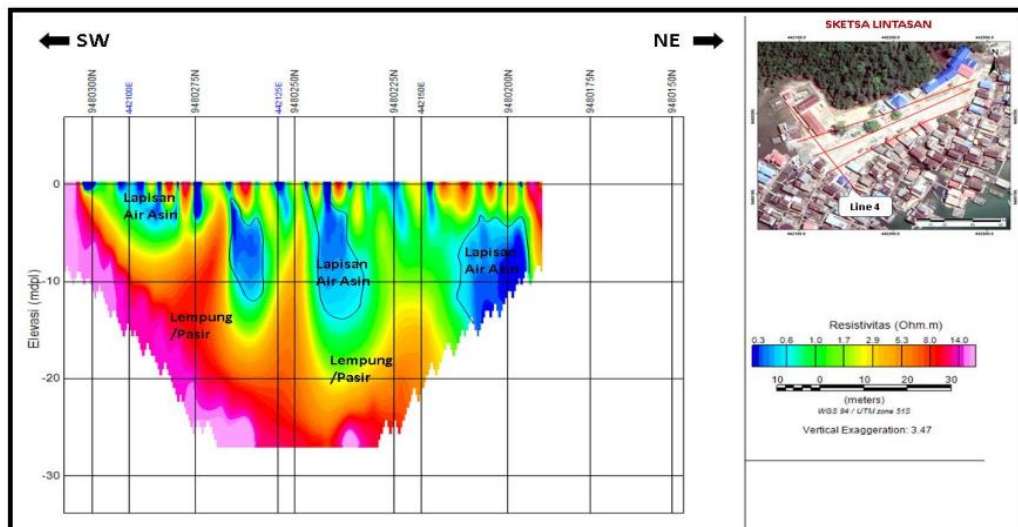 SW
NE
9480300N
442100E
9480275N
442125E
9480250N
9480225N
442150E
9480200N
9480175N
9480150N
0
-10
-20
-30
Elevasi (mdpl)
Lapisan
Air Asin
Lapisan
Air Asin
Lapisan
Air Asin
Lempung
/Pasir
Lempung
/Pasir
SKETSA LINTASAN
Line 4
Resistivitas (Ohm.m)
0.3 0.6 1.0 1.7 2.9 6.3 8.0 14.0
10 0 10 20 30
(meters)
WGS 84 / UTM zone 51S
Vertical Exaggeration: 3.47